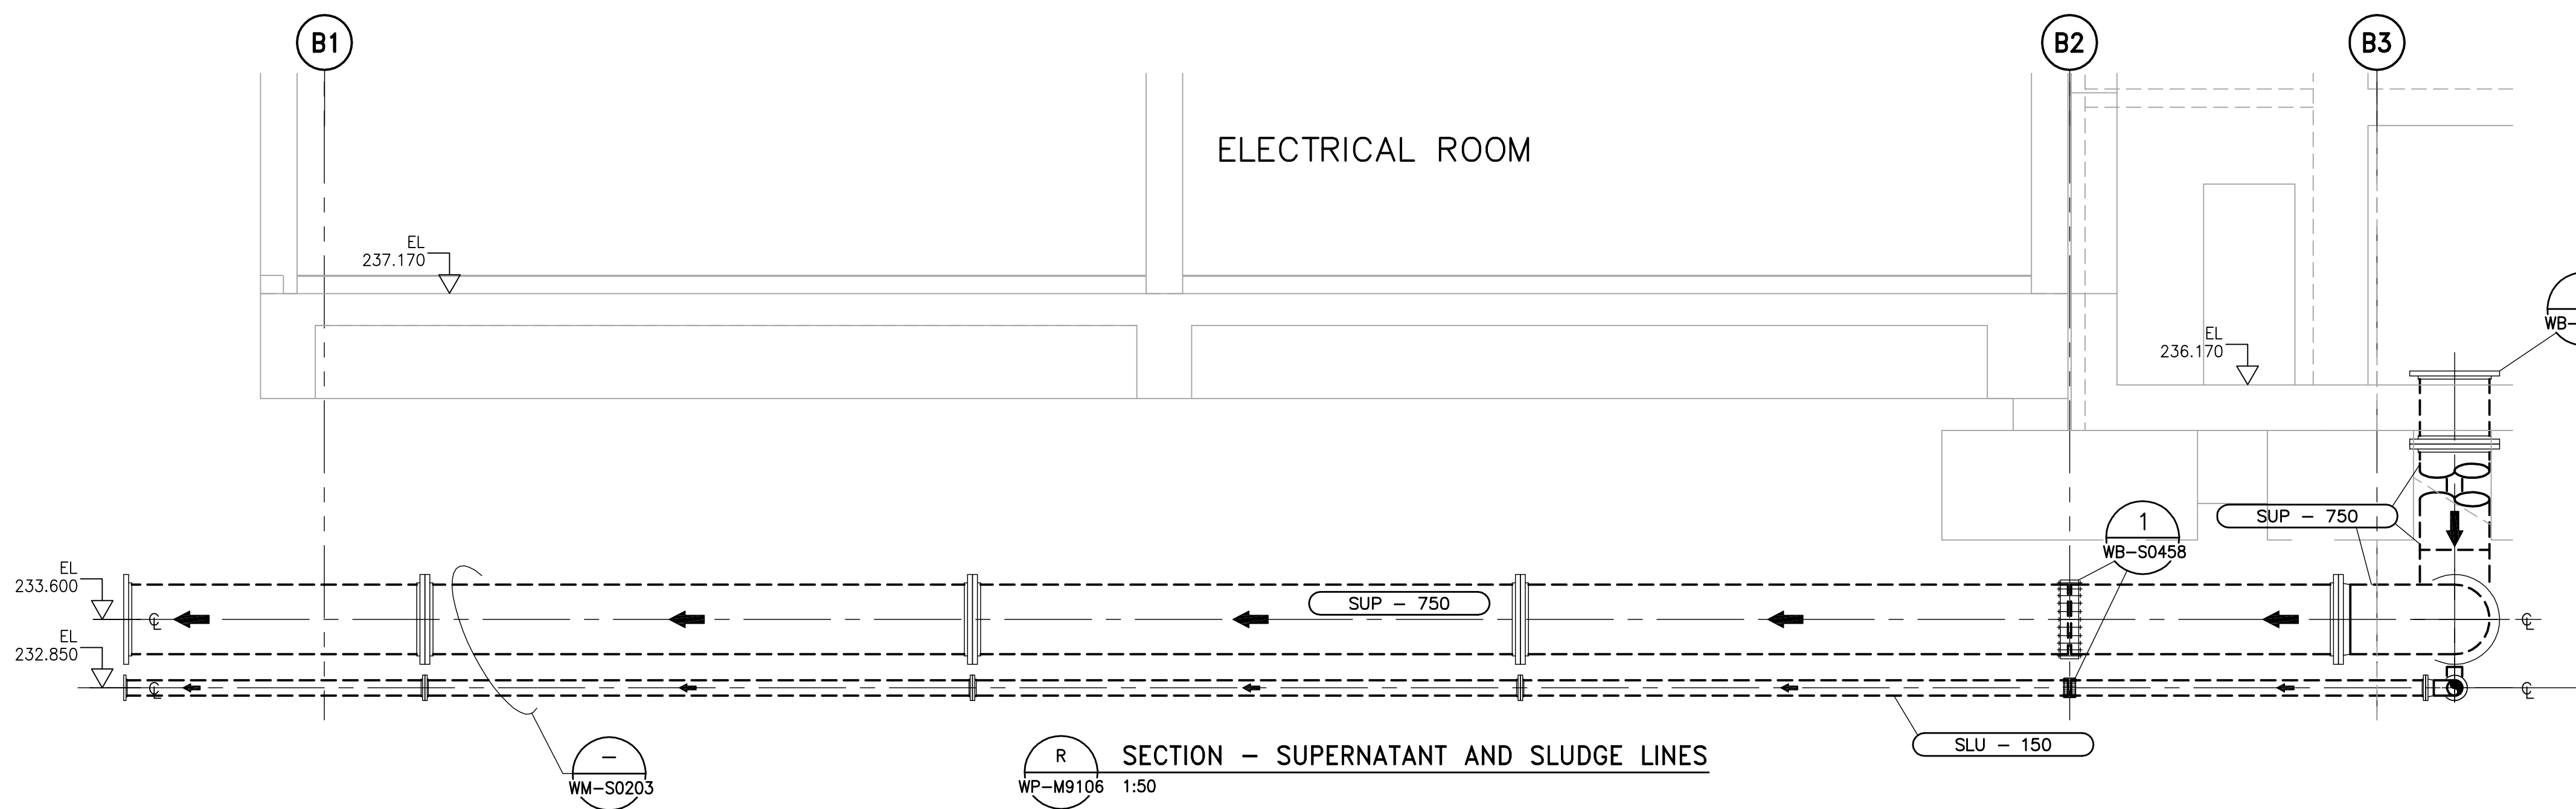 B1
B2
B3
ELECTRICAL ROOM
EL
237.170
EL
236.170
WB-
1
WB-S0458
SUP - 750
EL
233.600
℄
SUP - 750
℄
EL
232.850
℄
℄
SLU - 150
-
WM-S0203
R
WP-M9106
SECTION - SUPERNATANT AND SLUDGE LINES
1:50